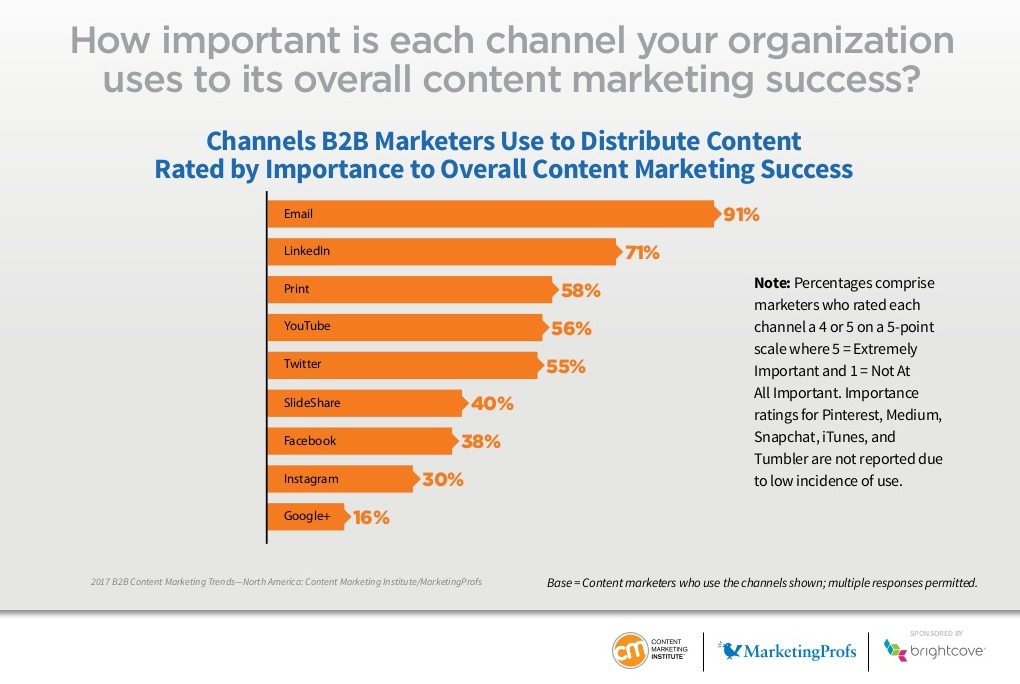 How important is each channel your organization
uses to its overall content marketing success?
Channels B2B Marketers Use to Distribute Content
Rated by Importance to Overall Content Marketing Success
Email 91%
LinkedIn 71%
Print 58%
YouTube 56%
Twitter 55%
SlideShare 40%
Facebook 38%
Instagram 30%
Google+ 16%
Note: Percentages comprise
marketers who rated each
channel a 4 or 5 on a 5-point
scale where 5 = Extremely
Important and 1 = Not At
All Important. Importance
ratings for Pinterest, Medium,
Snapchat, iTunes, and
Tumbler are not reported due
to low incidence of use.
2017 B2B Content Marketing Trends—North America: Content Marketing Institute/MarketingProfs
Base = Content marketers who use the channels shown; multiple responses permitted.
cm
CONTENT
MARKETING
INSTITUTE
MarketingProfs
SPONSORED BY
brightcove